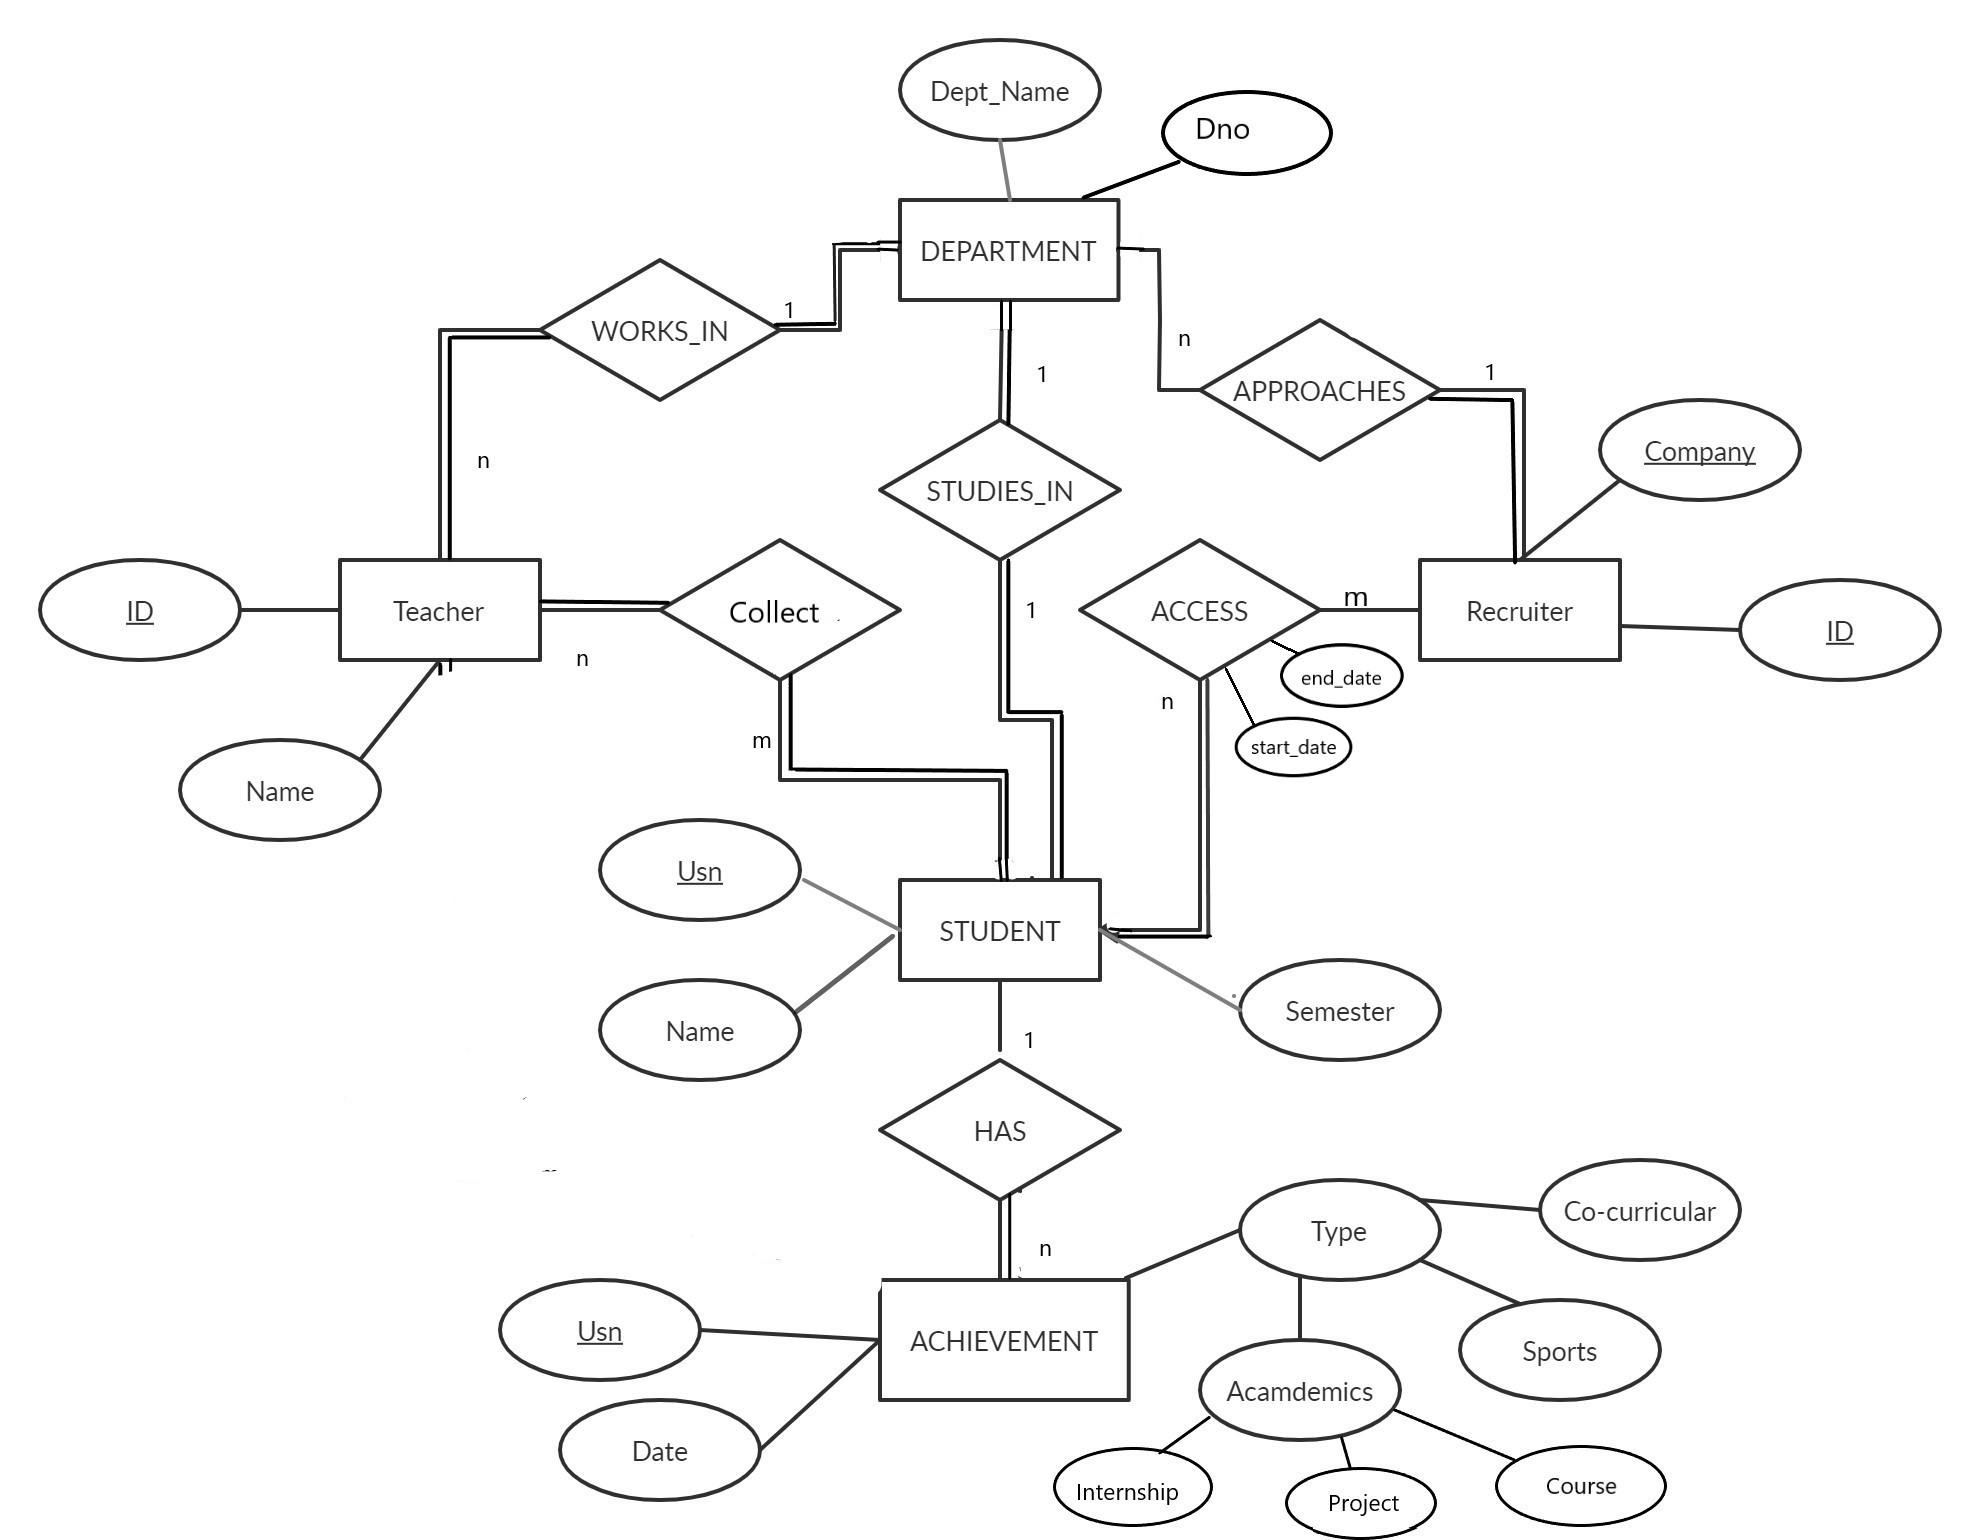 Dept_Name
Dno
DEPARTMENT
1
WORKS_IN
n
1
1
APPROACHES
n
Company
STUDIES_IN
ID
Teacher
Collect
1
ACCESS
m
Recruiter
ID
n
end_date
n
m
start_date
Name
Usn
STUDENT
Name
Semester
1
HAS
Co-curricular
Type
n
Usn
ACHIEVEMENT
Sports
Acamdemics
Date
Internship
Project
Course